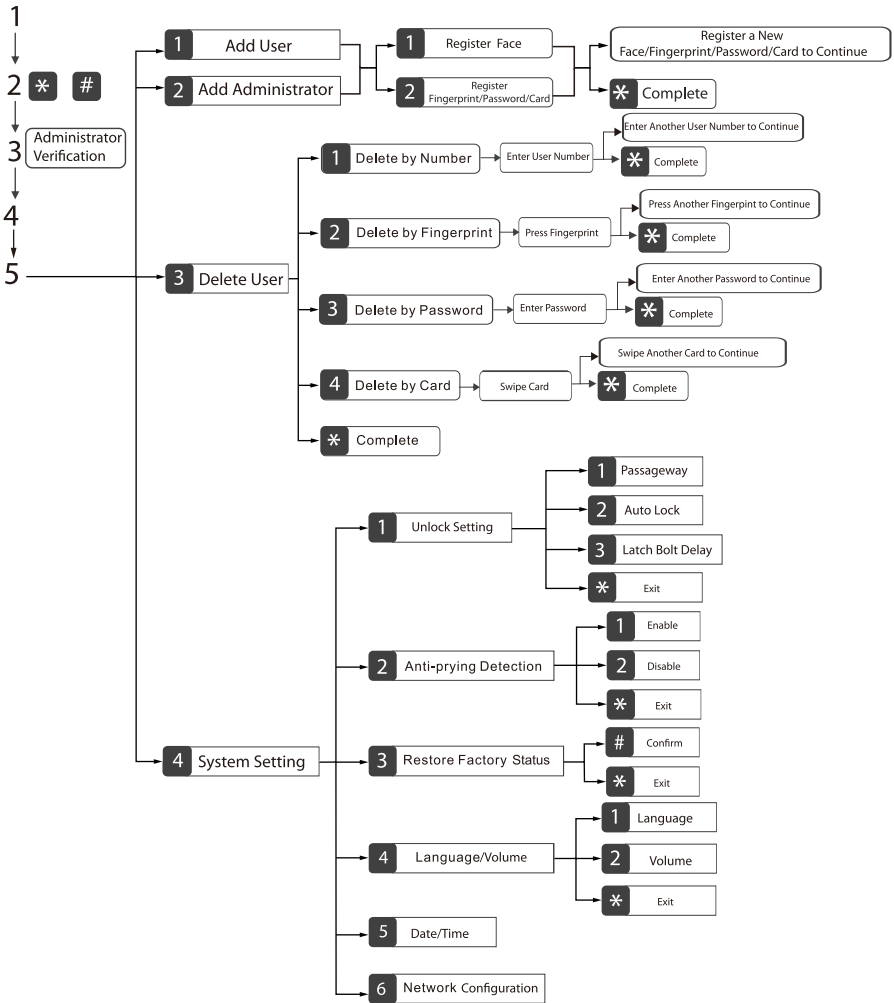 1
2 * #
3 Administrator
Verification
4
5
1 Add User
2 Add Administrator
1 Register Face
2 Register
Fingerprint/Password/Card
Register a New
Face/Fingerprint/Password/Card to Continue
* Complete
3 Delete User
1 Delete by Number
Enter User Number
Enter Another User Number to Continue
* Complete
2 Delete by Fingerprint
Press Fingerprint
Press Another Fingerpint to Continue
* Complete
3 Delete by Password
Enter Password
Enter Another Password to Continue
* Complete
4 Delete by Card
Swipe Card
Swipe Another Card to Continue
* Complete
* Complete
4 System Setting
1 Unlock Setting
1 Passageway
2 Auto Lock
3 Latch Bolt Delay
* Exit
2 Anti-prying Detection
1 Enable
2 Disable
* Exit
3 Restore Factory Status
# Confirm
* Exit
4 Language/Volume
1 Language
2 Volume
* Exit
5 Date/Time
6 Network Configuration